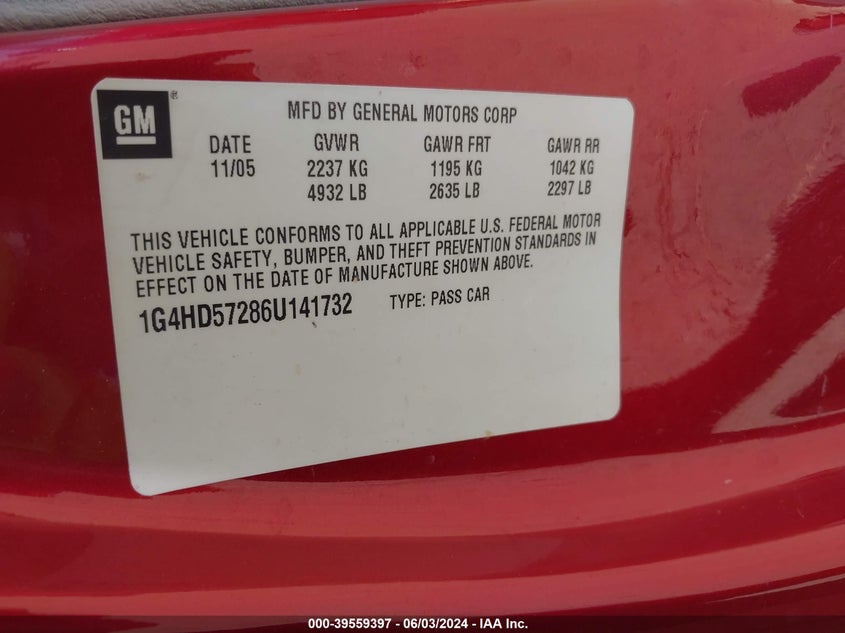 GM®
MFD BY GENERAL MOTORS CORP
DATE GVWR GAWR FRT GAWR RR
11/05 2237 KG 1195 KG 1042 KG
4932 LB 2635 LB 2297 LB
THIS VEHICLE CONFORMS TO ALL APPLICABLE U.S. FEDERAL MOTOR
VEHICLE SAFETY, BUMPER, AND THEFT PREVENTION STANDARDS IN
EFFECT ON THE DATE OF MANUFACTURE SHOWN ABOVE.
1G4HD57286U141732 TYPE: PASS CAR
000-39559397 - 06/03/2024 - IAA Inc.